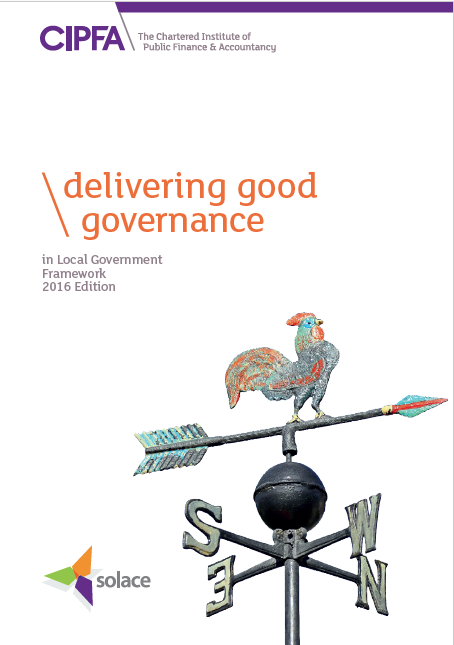 CIPFA
The Chartered Institute of
Public Finance & Accountancy
\delivering good
governance
in Local Government
Framework
2016 Edition
S
W
E
N
solace